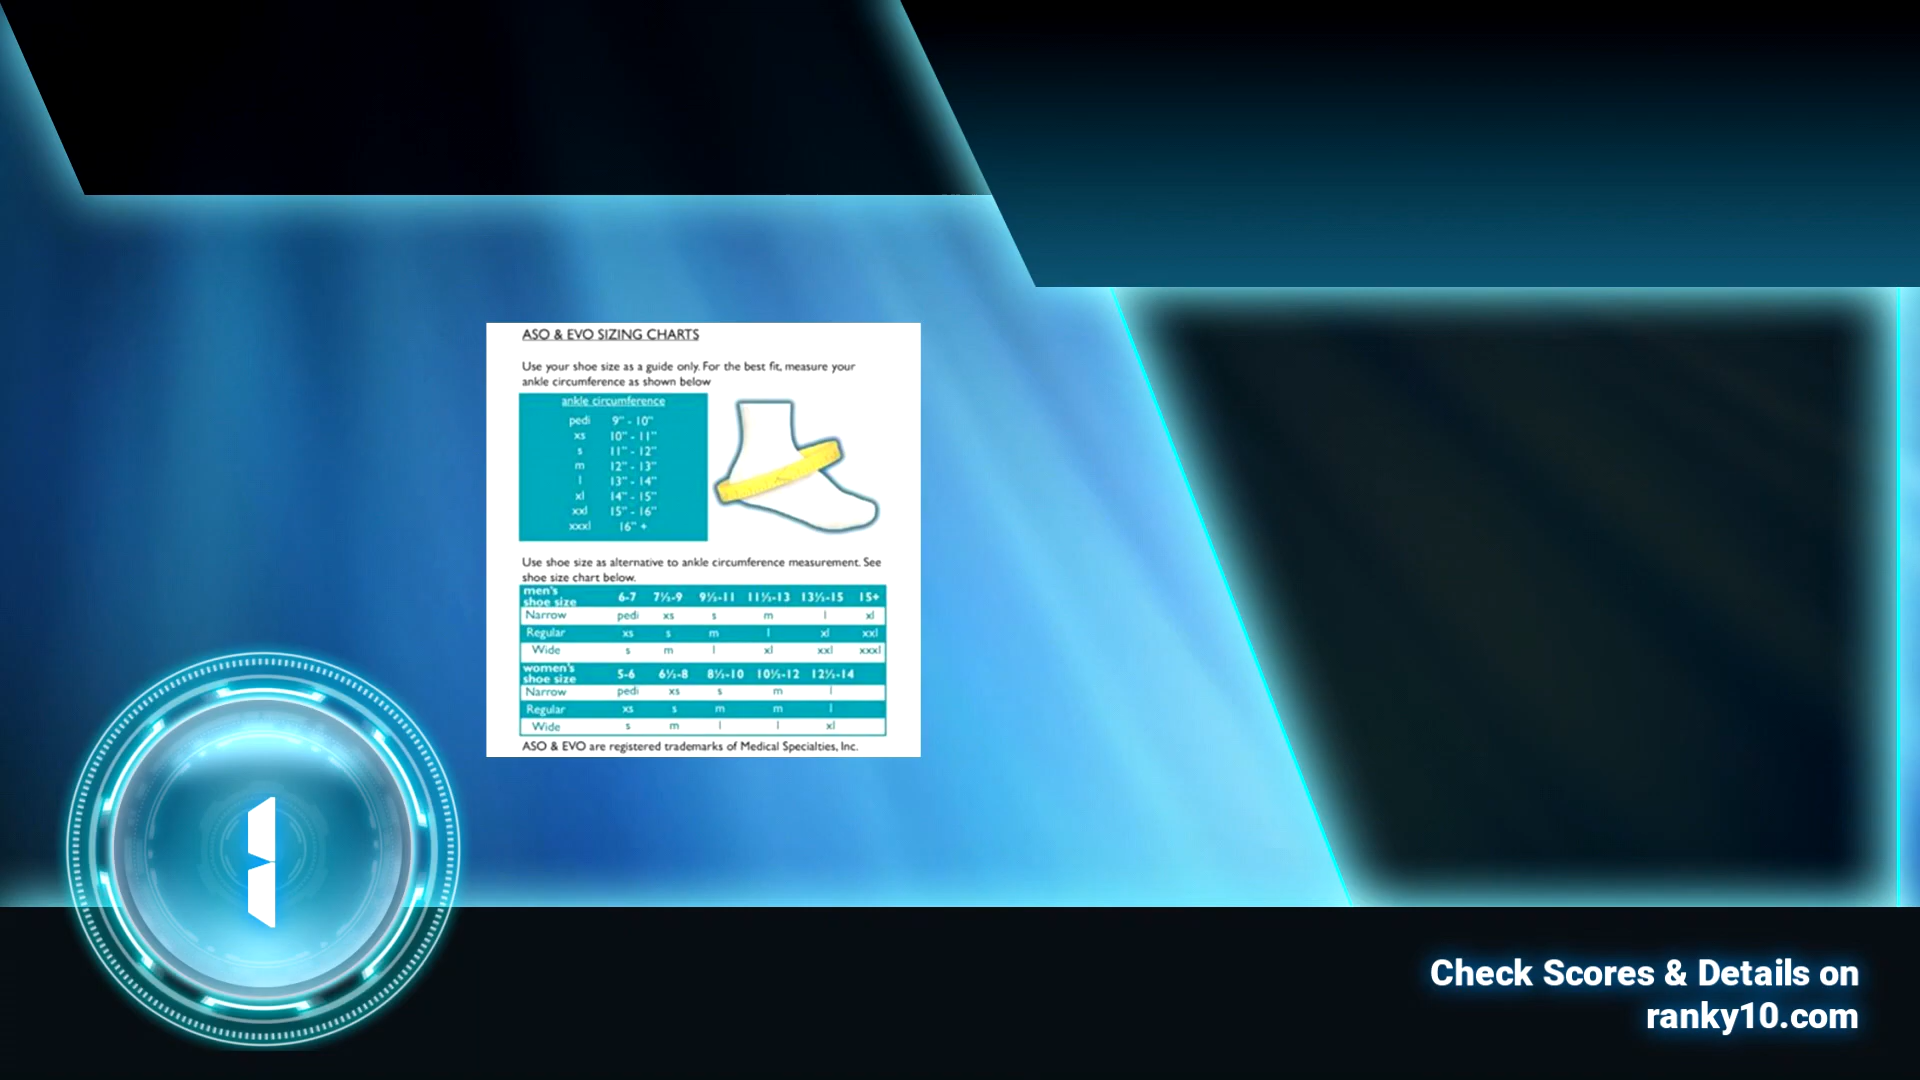 ASO & EVO SIZING CHARTS
Use your shoe size as a guide only. For the best fit, measure your
ankle circumference as shown below
ankle circumference
pedi 9" - 10"
xs 10" - 11"
s 11" - 12"
m 12" - 13"
l 13" - 14"
xl 14" - 15"
xxl 15" - 16"
xxxl 16" +
Use shoe size as alternative to ankle circumference measurement. See
shoe size chart below.
men's
shoe size 6-7 7½-9 9½-11 11½-13 13½-15 15+
Narrow pedi xs s m l xl
Regular xs s m l xl xxl
Wide s m l xl xxl xxxl
women's
shoe size 5-6 6½-8 8½-10 10½-12 12½-14
Narrow pedi xs s m l
Regular xs s m m l
Wide s m l l xl
ASO & EVO are registered trademarks of Medical Specialties, Inc.
1
Check Scores & Details on
ranky10.com